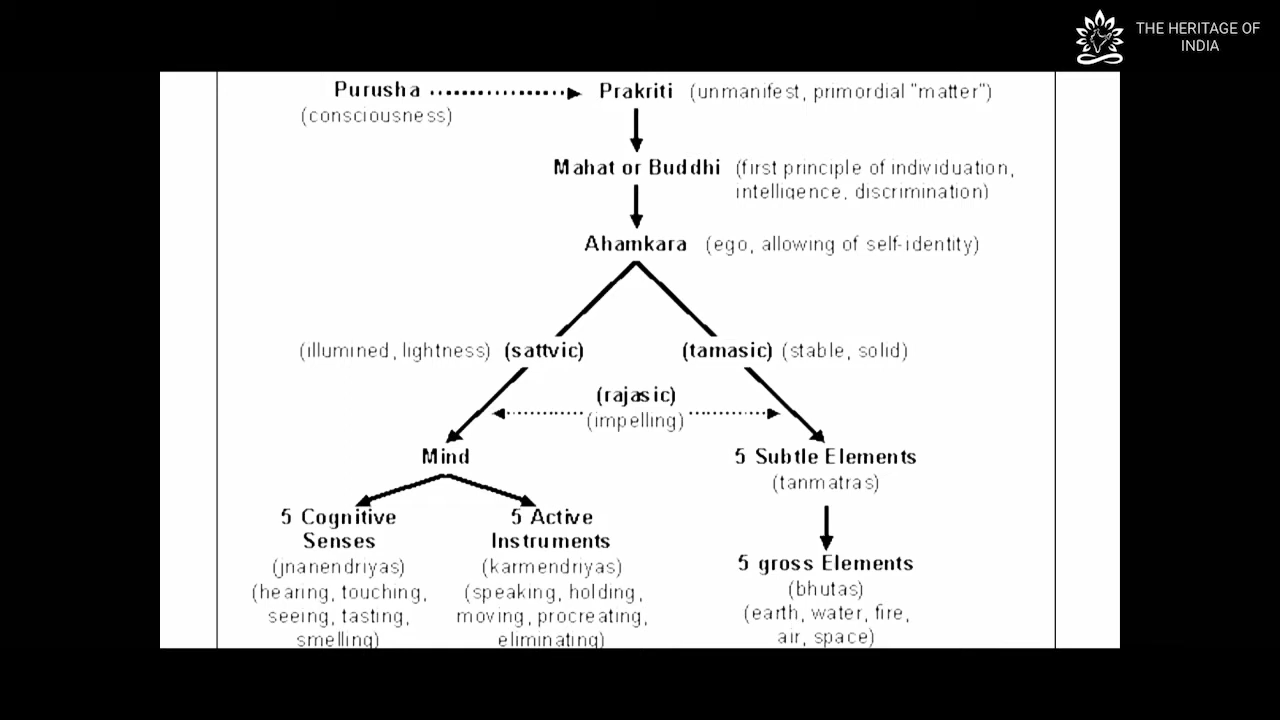 THE HERITAGE OF
INDIA
Purusha
Prakriti (unmanifest, primordial "matter")
(consciousness)
Mahat or Buddhi (first principle of individuation,
intelligence, discrimination)
Ahamkara (ego, allowing of self-identity)
(illumined, lightness) (sattvic)
(tamasic) (stable, solid)
(rajasic)
(impelling)
Mind
5 Subtle Elements
(tanmatras)
5 Cognitive
Senses
(jnanendriyas)
(hearing, touching,
seeing, tasting,
smelling)
5 Active
Instruments
(karmendriyas)
(speaking, holding,
moving, procreating,
eliminating)
5 gross Elements
(bhutas)
(earth, water, fire,
air, space)